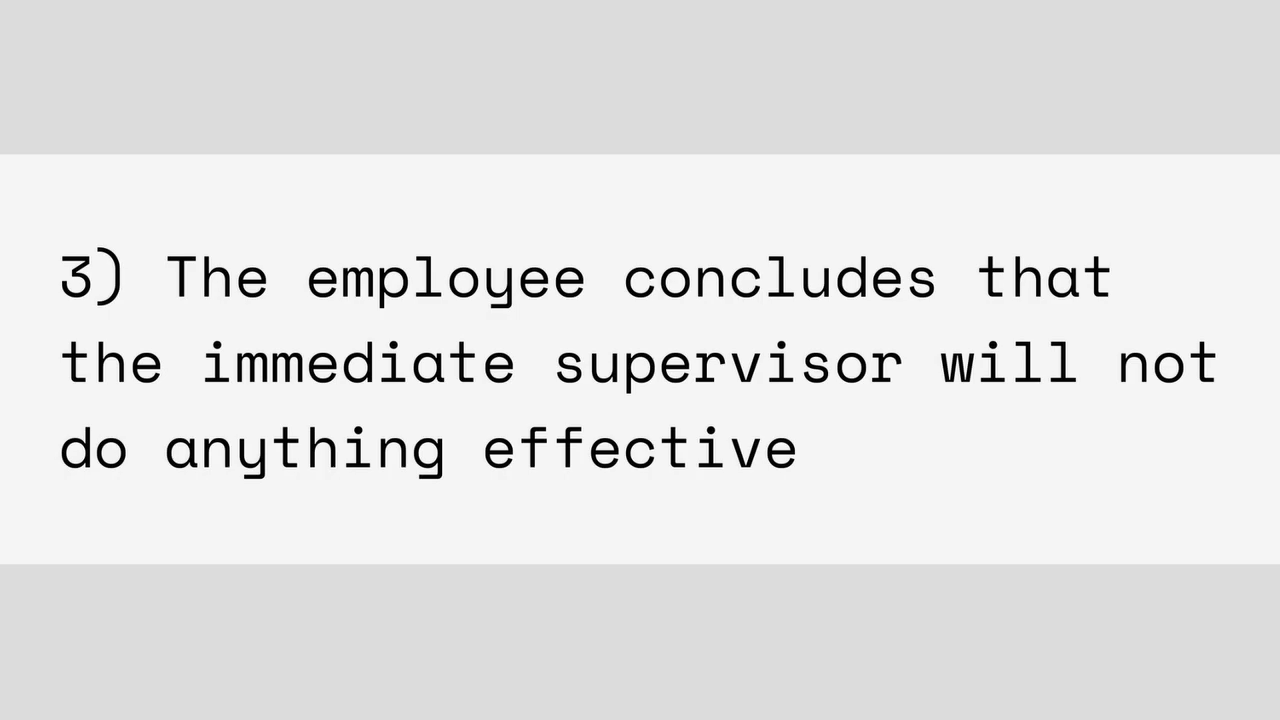 3) The employee concludes that
the immediate supervisor will not
do anything effective